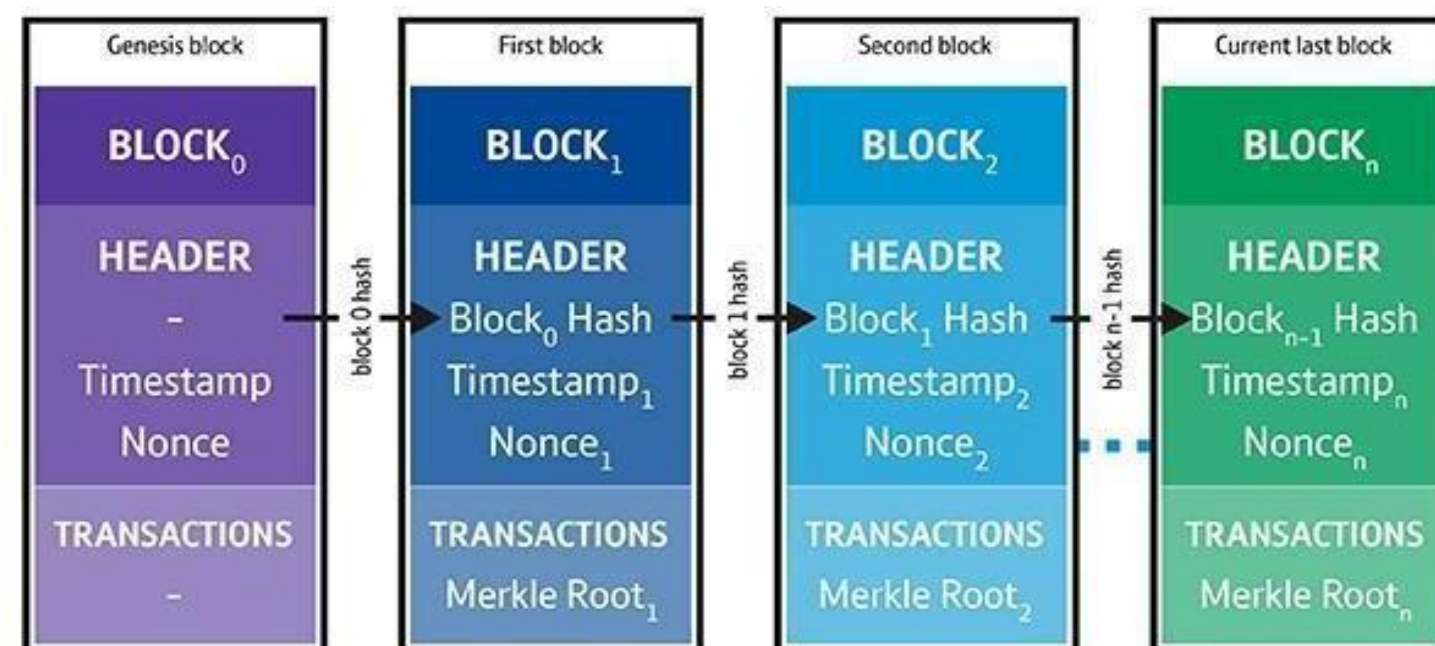 Genesis block
BLOCK₀
HEADER
-
Timestamp
Nonce
TRANSACTIONS
-
block 0 hash
First block
BLOCK₁
HEADER
Block₀ Hash
Timestamp₁
Nonce₁
TRANSACTIONS
Merkle Root₁
block 1 hash
Second block
BLOCK₂
HEADER
Block₁ Hash
Timestamp₂
Nonce₂
TRANSACTIONS
Merkle Root₂
block n-1 hash
Current last block
BLOCKₙ
HEADER
Blockₙ₋₁ Hash
Timestampₙ
Nonceₙ
TRANSACTIONS
Merkle Rootₙ